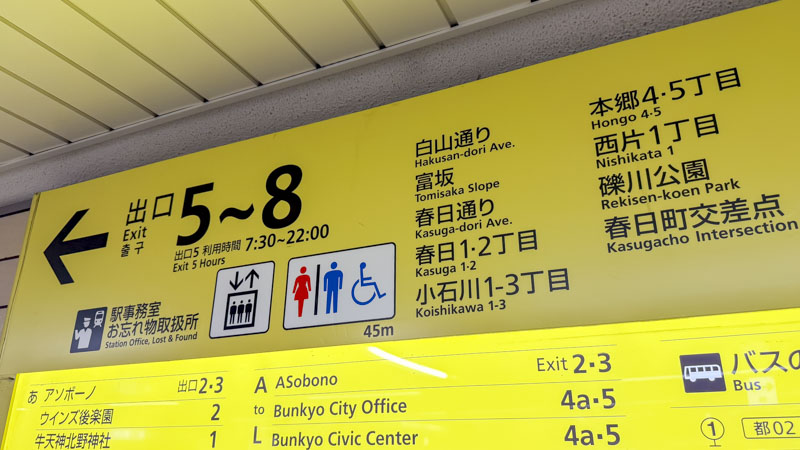 出口 5~8
Exit
출구
出口5 利用時間 7:30~22:00
Exit 5 Hours
駅事務室
お忘れ物取扱所
Station Office, Lost & Found
45m
白山通り
Hakusan-dori Ave.
富坂
Tomisaka Slope
春日通り
Kasuga-dori Ave.
春日1･2丁目
Kasuga 1･2
小石川1-3丁目
Koishikawa 1-3
本郷4･5丁目
Hongo 4･5
西片1丁目
Nishikata 1
礫川公園
Rekisen-koen Park
春日町交差点
Kasugacho Intersection
あ アソボーノ 出口2･3
ウインズ後楽園 2
牛天神北野神社 1
A ASobono Exit 2･3
to Bunkyo City Office 4a･5
L Bunkyo Civic Center 4a･5
バスの
Bus
1 都02